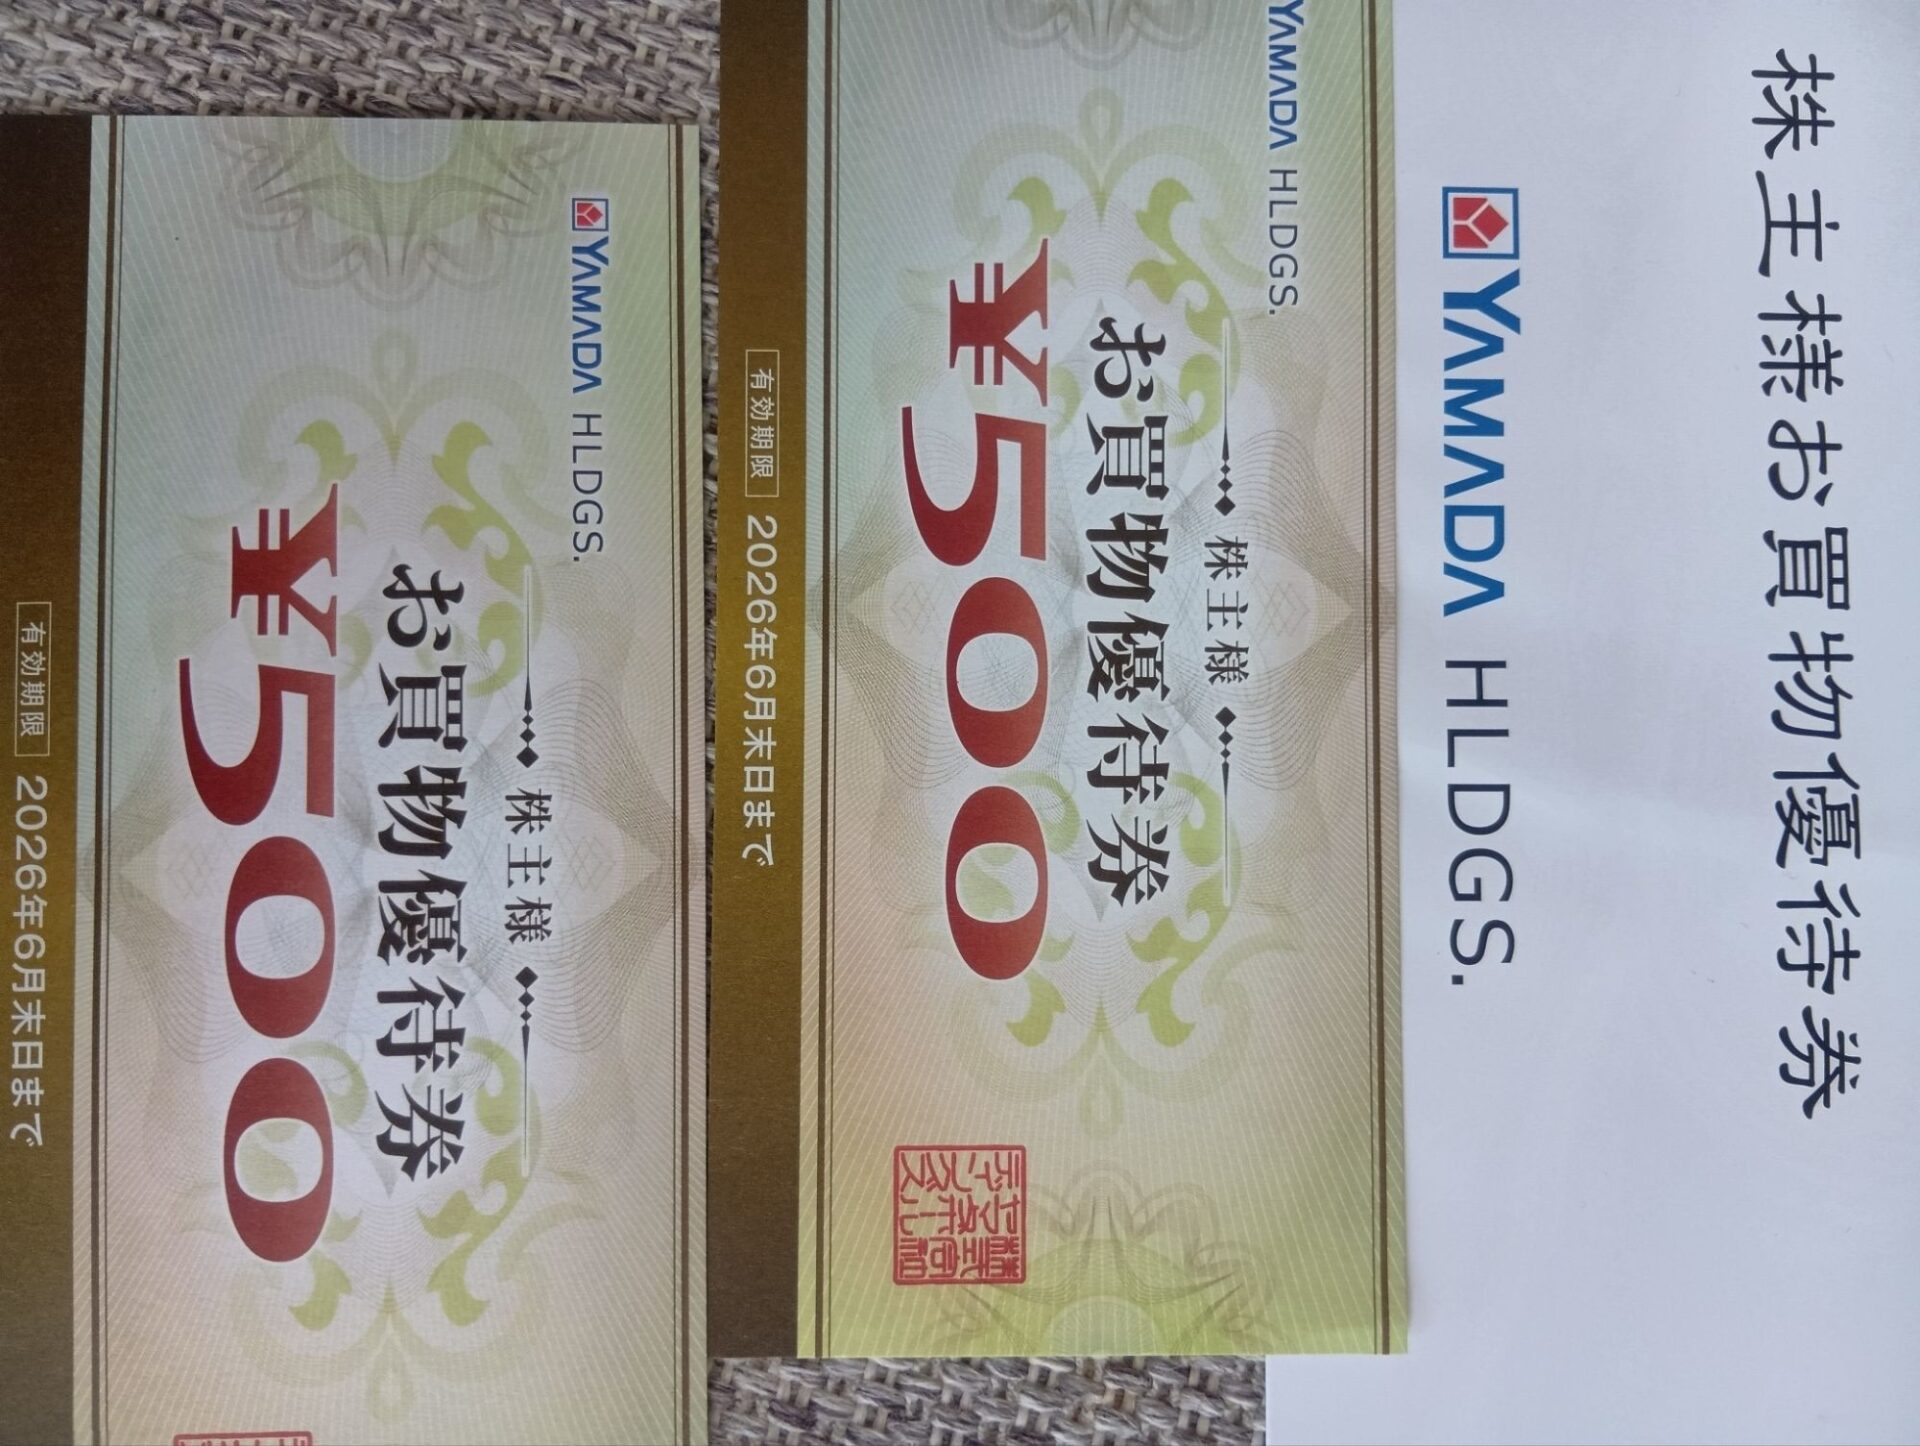 株主様お買物優待券
YAMADA HLDGS.
YAMADA HLDGS.
株主様
お買物優待券
¥500
有効期限 2026年6月末日まで
YAMADA HLDGS.
株主様
お買物優待券
¥500
有効期限 2026年6月末日まで